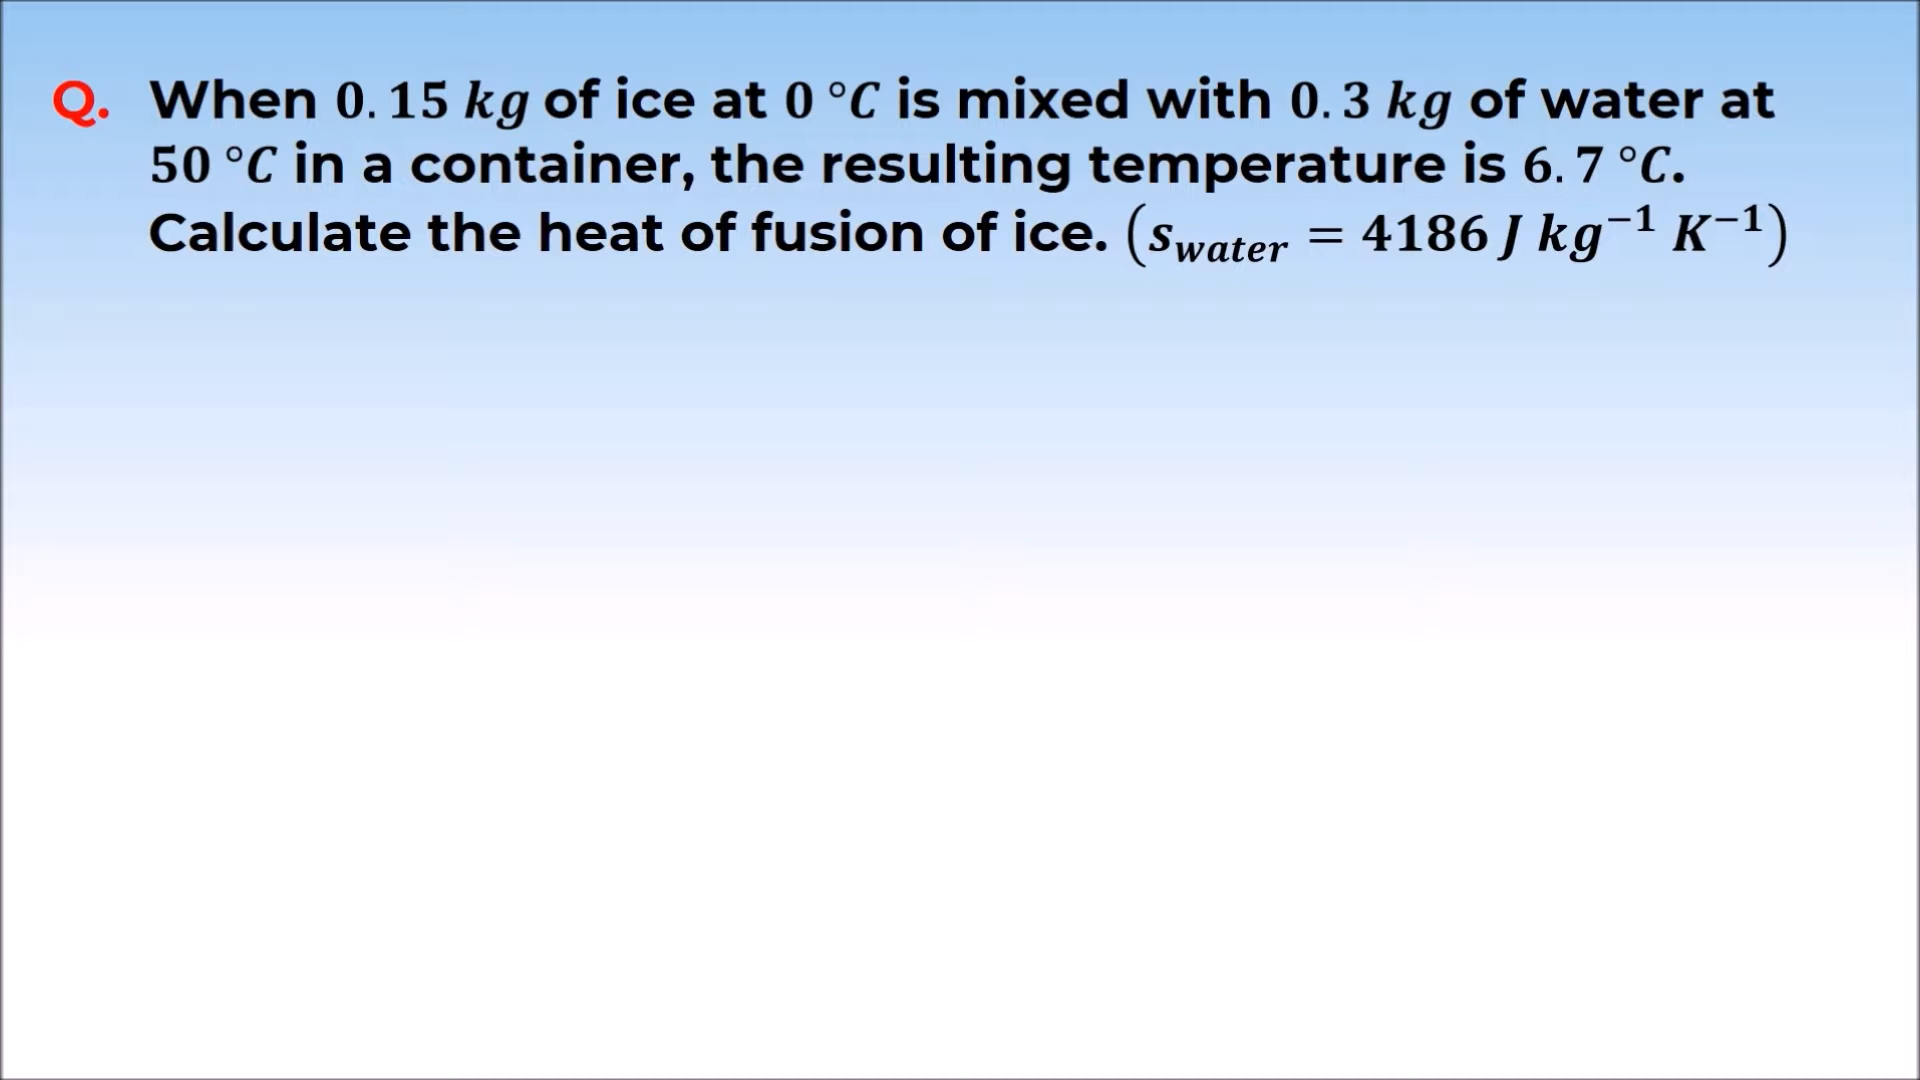 Q. When 0.15 kg of ice at 0 °C is mixed with 0.3 kg of water at
50 °C in a container, the resulting temperature is 6.7 °C.
Calculate the heat of fusion of ice. (s_water = 4186 J kg⁻¹ K⁻¹)